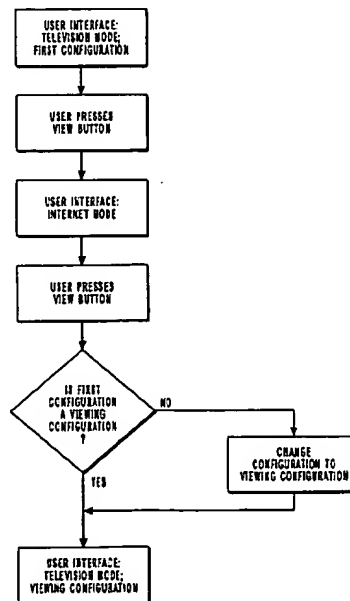 USER INTERFACE:
TELEVISION MODE;
FIRST CONFIGURATION
USER PRESSES
VIEW BUTTON
USER INTERFACE:
INTERNET MODE
USER PRESSES
VIEW BUTTON
IS FIRST
CONFIGURATION
A VIEWING
CONFIGURATION
?
NO
CHANGE
CONFIGURATION TO
VIEWING CONFIGURATION
YES
USER INTERFACE:
TELEVISION MODE;
VIEWING CONFIGURATION